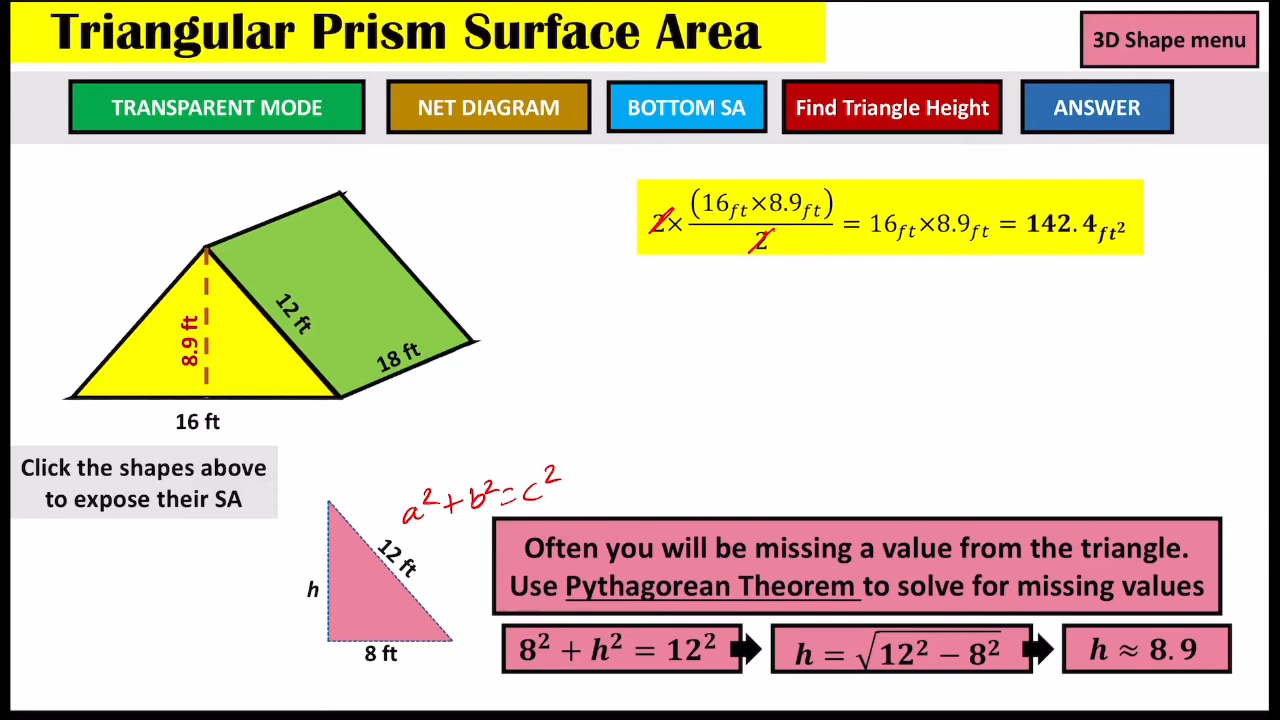 Triangular Prism Surface Area
3D Shape menu
TRANSPARENT MODE
NET DIAGRAM
BOTTOM SA
Find Triangle Height
ANSWER
2×(16ft×8.9ft)/2 = 16ft×8.9ft = 142.4ft²
12 ft
8.9 ft
18 ft
16 ft
Click the shapes above
to expose their SA
a²+b²=c²
12 ft
h
8 ft
Often you will be missing a value from the triangle.
Use Pythagorean Theorem to solve for missing values
8² + h² = 12²
h = √12² − 8²
h ≈ 8.9